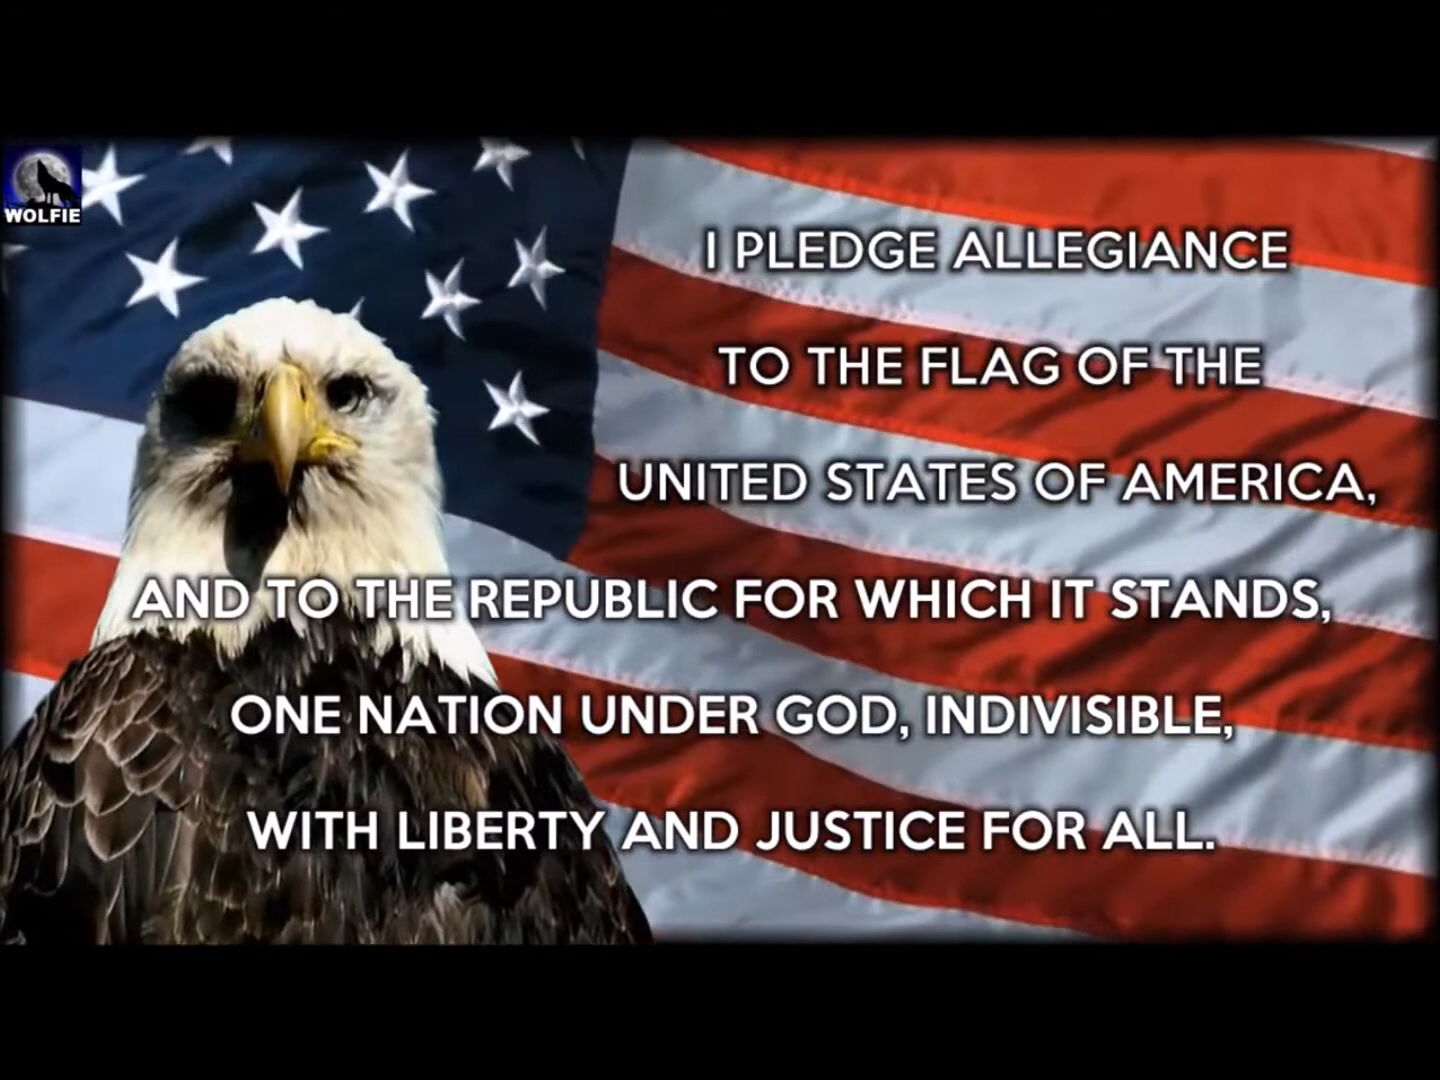 WOLFIE
I PLEDGE ALLEGIANCE
TO THE FLAG OF THE
UNITED STATES OF AMERICA,
AND TO THE REPUBLIC FOR WHICH IT STANDS,
ONE NATION UNDER GOD, INDIVISIBLE,
WITH LIBERTY AND JUSTICE FOR ALL.